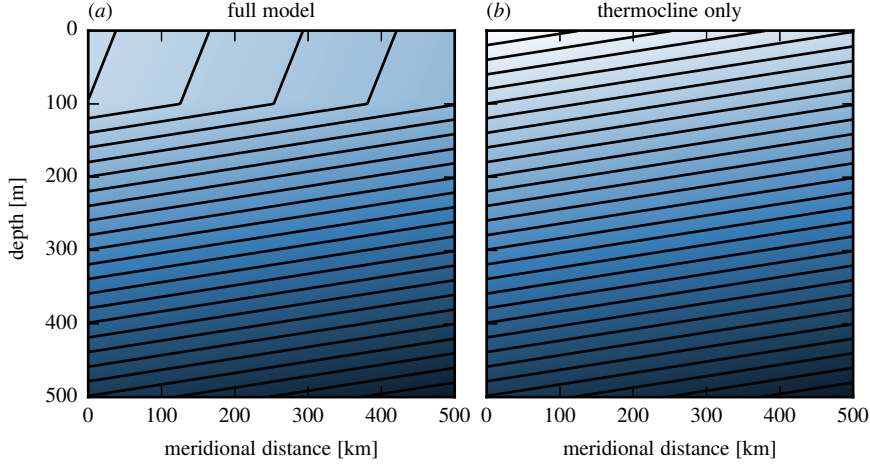 (a) full model
(b) thermocline only
0
100
200
300
400
500
depth [m]
0 100 200 300 400 500
0 100 200 300 400 500
meridional distance [km]
meridional distance [km]